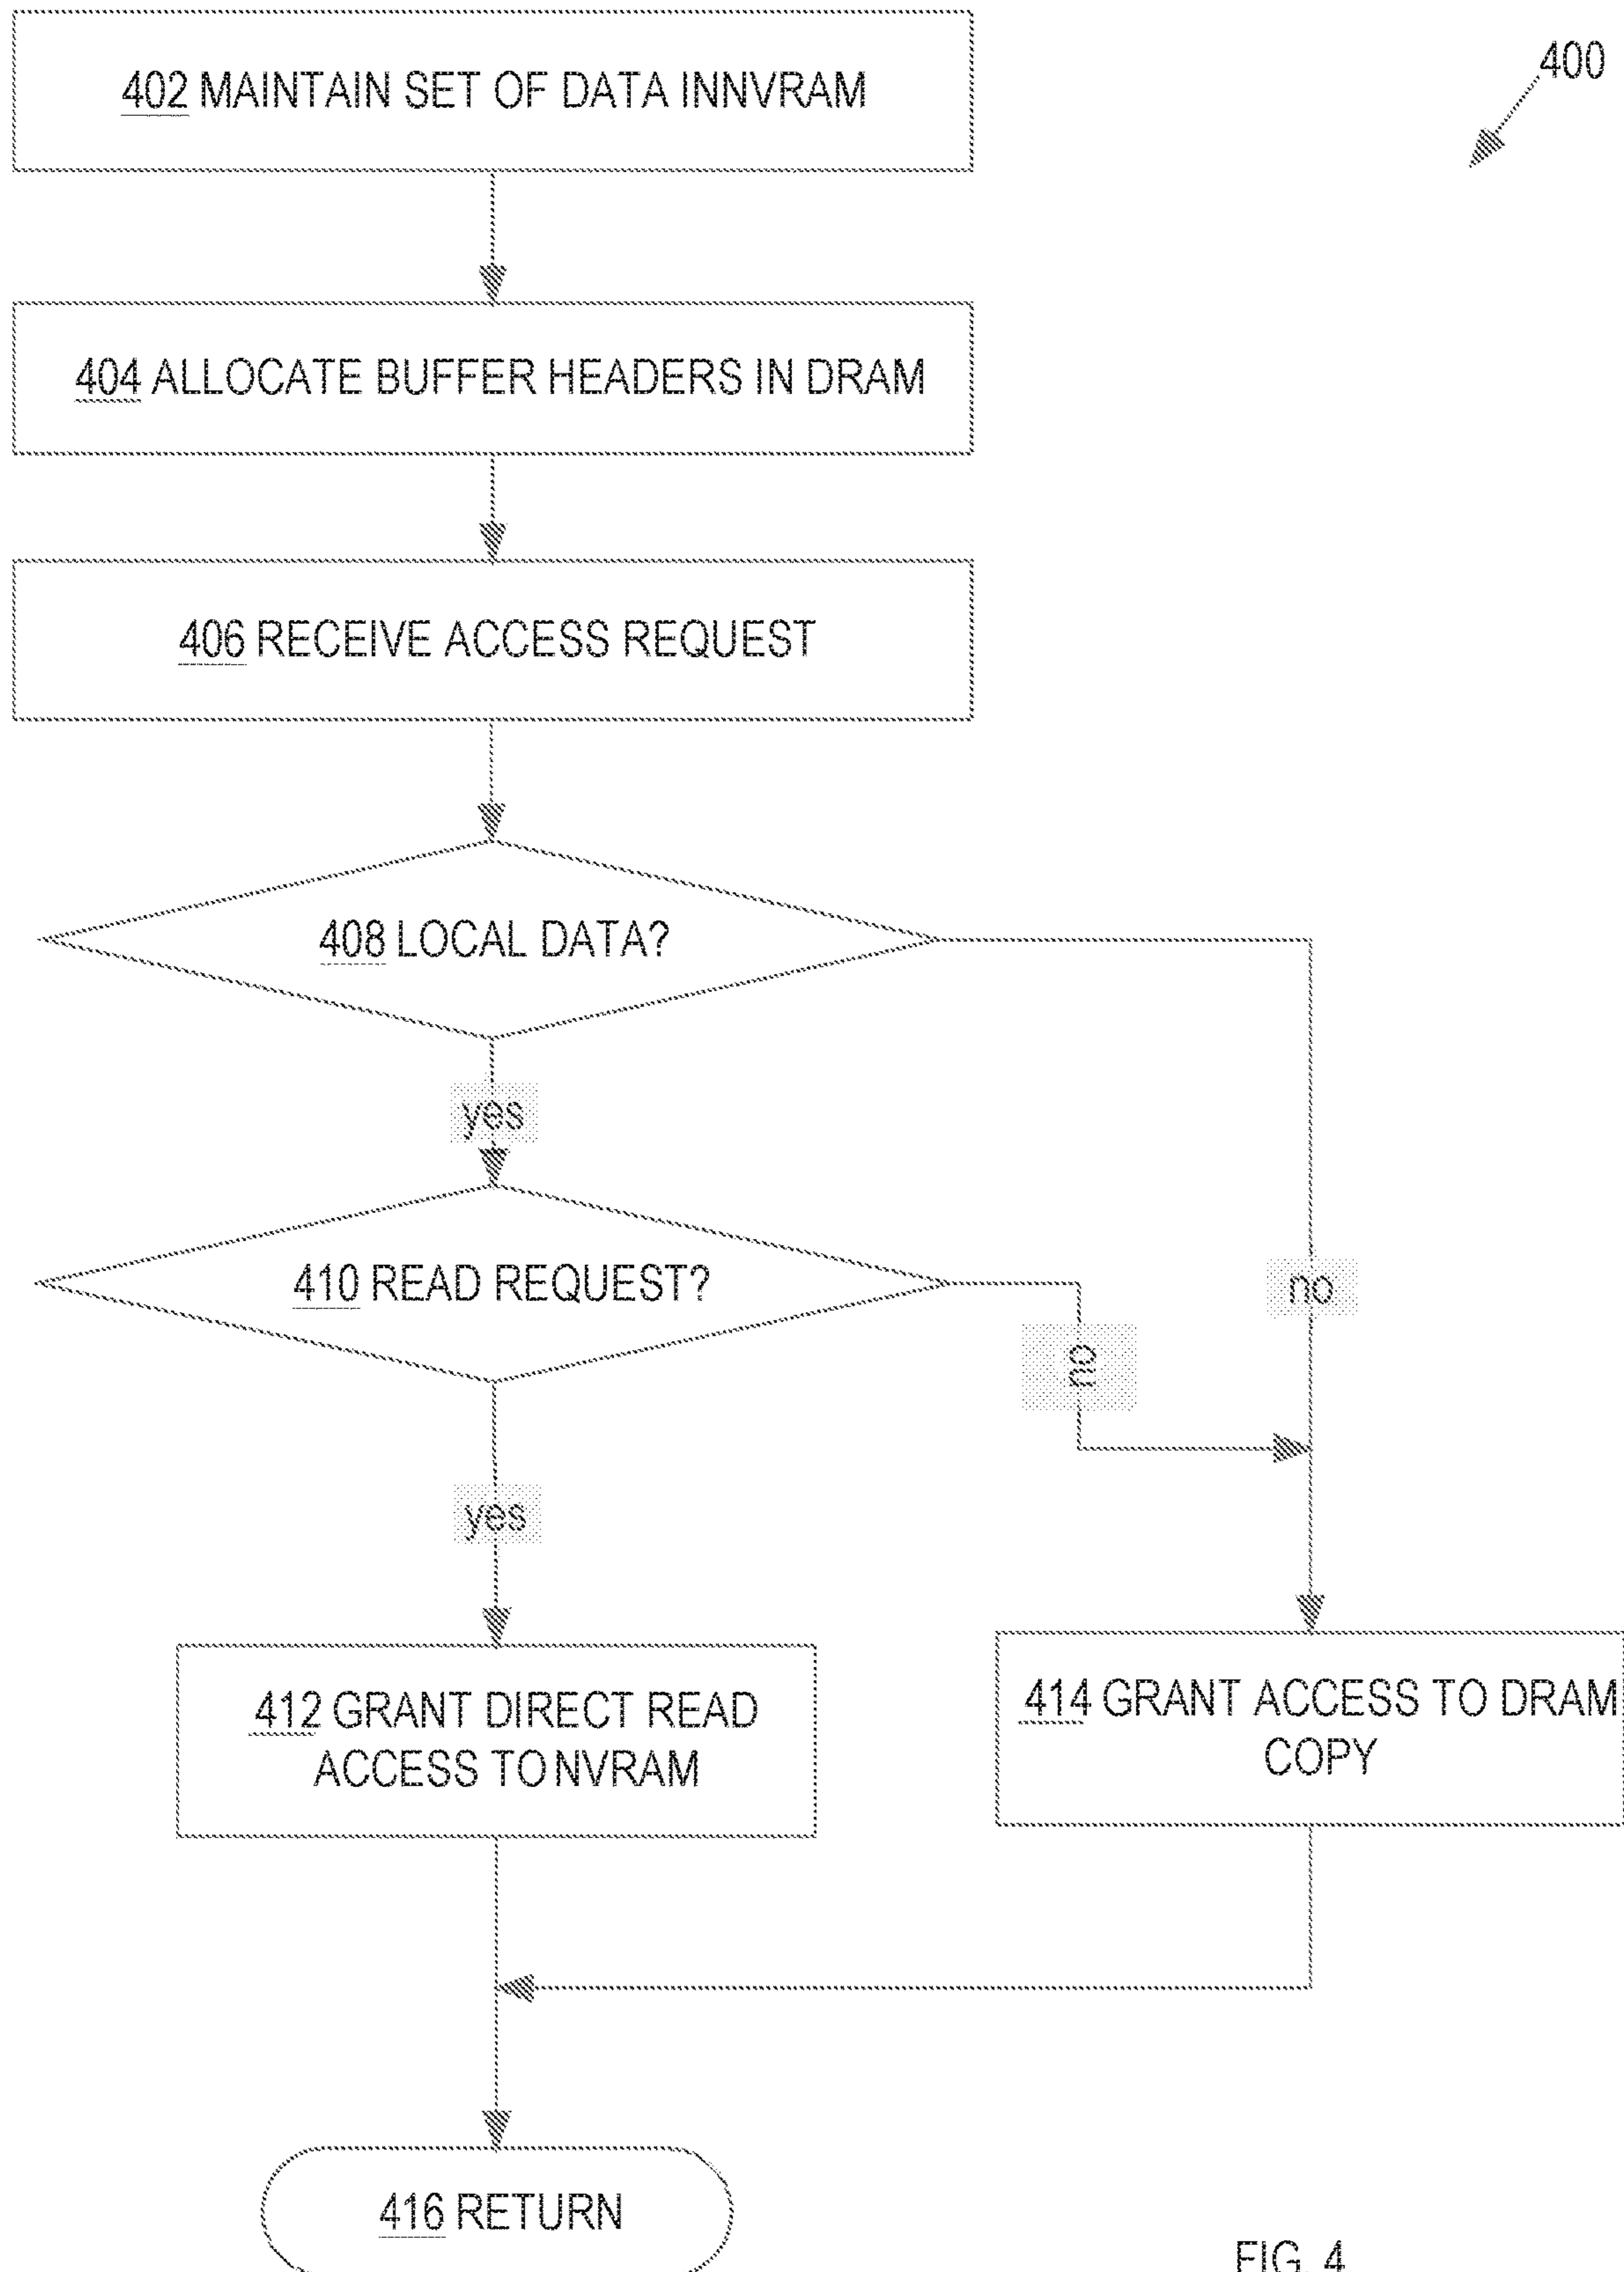 402 MAINTAIN SET OF DATA INNVRAM
400
404 ALLOCATE BUFFER HEADERS IN DRAM
406 RECEIVE ACCESS REQUEST
408 LOCAL DATA?
yes
410 READ REQUEST?
no
no
yes
412 GRANT DIRECT READ
ACCESS TO NVRAM
414 GRANT ACCESS TO DRAM
COPY
416 RETURN
FIG. 4